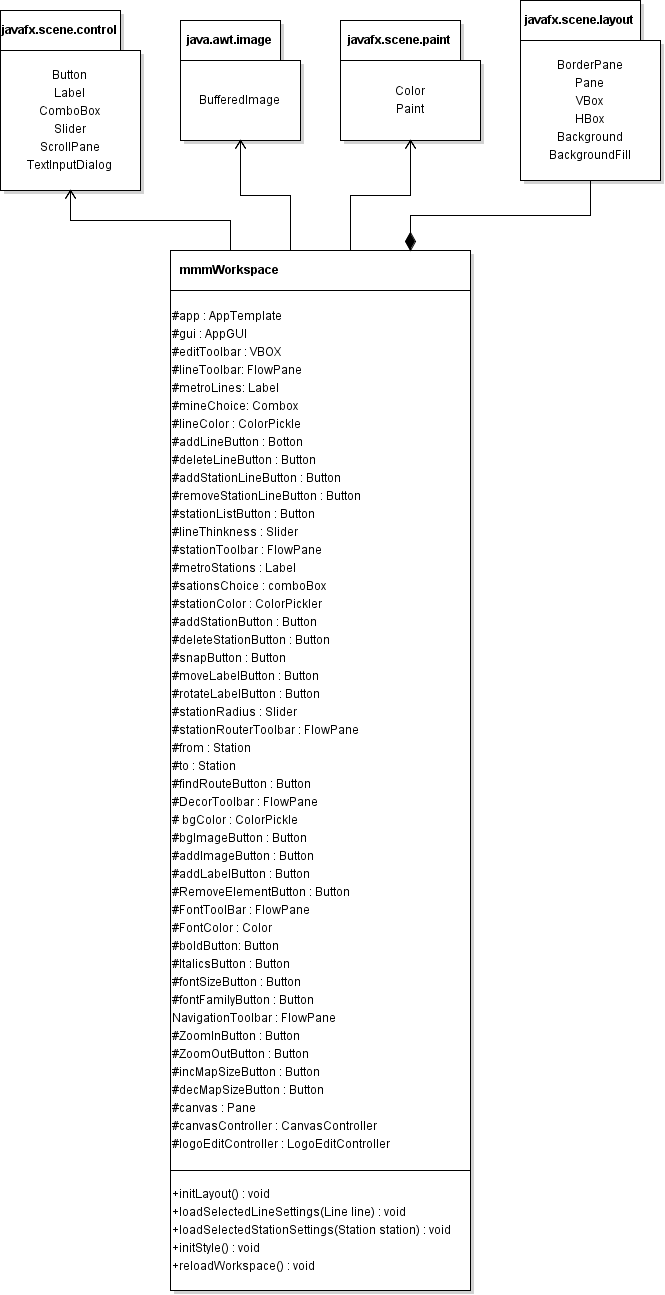 javafx.scene.control
Button
Label
ComboBox
Slider
ScrollPane
TextInputDialog
java.awt.image
BufferedImage
javafx.scene.paint
Color
Paint
javafx.scene.layout
BorderPane
Pane
VBox
HBox
Background
BackgroundFill
mmmWorkspace
#app : AppTemplate
#gui : AppGUI
#editToolbar : VBOX
#lineToolbar: FlowPane
#metroLines: Label
#mineChoice: Combox
#lineColor : ColorPickle
#addLineButton : Botton
#deleteLineButton : Button
#addStationLineButton : Button
#removeStationLineButton : Button
#stationListButton : Button
#lineThinkness : Slider
#stationToolbar : FlowPane
#metroStations : Label
#sationsChoice : comboBox
#stationColor : ColorPickler
#addStationButton : Button
#deleteStationButton : Button
#snapButton : Button
#moveLabelButton : Button
#rotateLabelButton : Button
#stationRadius : Slider
#stationRouterToolbar : FlowPane
#from : Station
#to : Station
#findRouteButton : Button
#DecorToolbar : FlowPane
# bgColor : ColorPickle
#bgImageButton : Button
#addImageButton : Button
#addLabelButton : Button
#RemoveElementButton : Button
#FontToolBar : FlowPane
#FontColor : Color
#boldButton: Button
#ItalicsButton : Button
#fontSizeButton : Button
#fontFamilyButton : Button
NavigationToolbar : FlowPane
#ZoomInButton : Button
#ZoomOutButton : Button
#incMapSizeButton : Button
#decMapSizeButton : Button
#canvas : Pane
#canvasController : CanvasController
#logoEditController : LogoEditController
+initLayout() : void
+loadSelectedLineSettings(Line line) : void
+loadSelectedStationSettings(Station station) : void
+initStyle() : void
+reloadWorkspace() : void